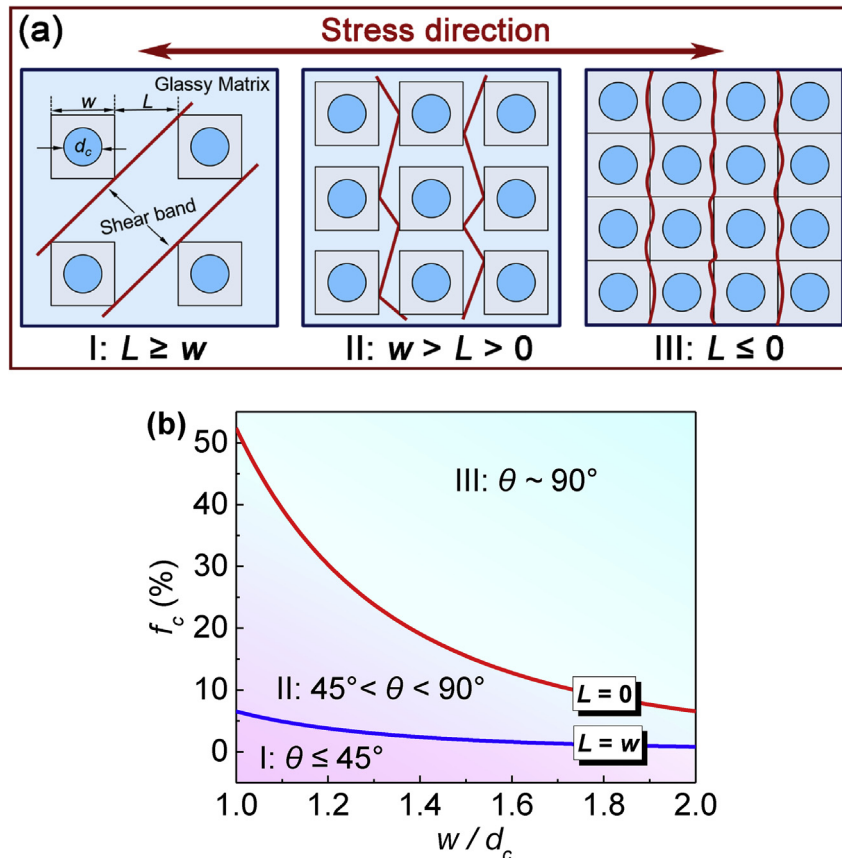 (a)
Stress direction
Glassy Matrix
w
L
d_c
Shear band
I: L ≥ w
II: w > L > 0
III: L ≤ 0
(b)
50
40
30
20
10
0
f_c (%)
III: θ ~ 90°
II: 45°< θ < 90°
I: θ ≤ 45°
L = 0
L = w
1.0 1.2 1.4 1.6 1.8 2.0
w / d_c